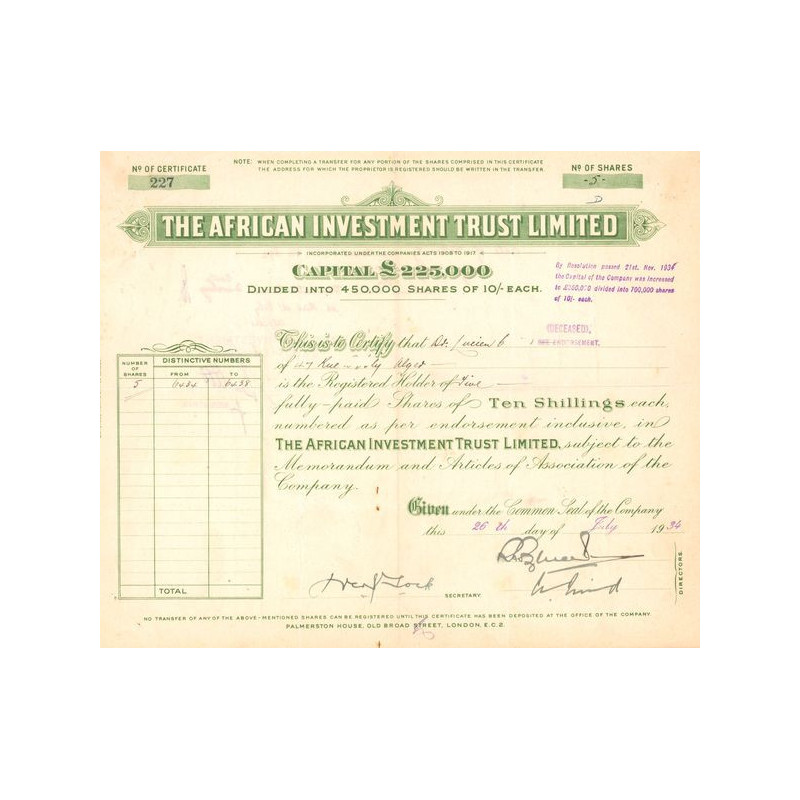 NOTE: WHEN COMPLETING A TRANSFER FOR ANY PORTION OF THE SHARES COMPRISED IN THIS CERTIFICATE
THE ADDRESS FOR WHICH THE PROPRIETOR IS REGISTERED SHOULD BE WRITTEN IN THE TRANSFER.
Nº OF CERTIFICATE
227
Nº OF SHARES
-5-
THE AFRICAN INVESTMENT TRUST LIMITED
INCORPORATED UNDER THE COMPANIES ACTS 1908 TO 1917.
CAPITAL £225,000
DIVIDED INTO 450,000 SHARES OF 10/- EACH.
By Resolution passed 21st. Nov.
the Capital of the Company was increased
divided into 700,000 shares
of 10/- each.
(DECEASED),
This is to Certify that Dr. Lucien
ENDORSEMENT.
of 47 Rue Alger
is the Registered Holder of Five
fully-paid Shares of Ten Shillings each,
numbered as per endorsement inclusive, in
THE AFRICAN INVESTMENT TRUST LIMITED, subject to the
Memorandum and Articles of Association of the
Company.
NUMBER OF SHARES
DISTINCTIVE NUMBERS
FROM TO
5 6434 6438
TOTAL
Given under the Common Seal of the Company
this 26th day of 1934
SECRETARY.
DIRECTORS
NO TRANSFER OF ANY OF THE ABOVE-MENTIONED SHARES CAN BE REGISTERED UNTIL THIS CERTIFICATE HAS BEEN DEPOSITED AT THE OFFICE OF THE COMPANY.
PALMERSTON HOUSE, OLD BROAD STREET, LONDON, E.C.2.